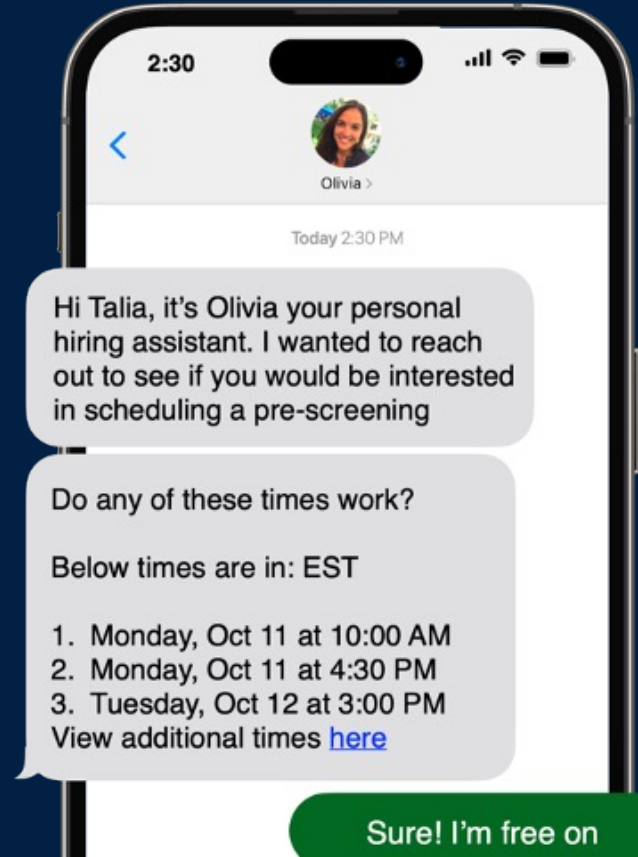 2:30
Olivia >
Today 2:30 PM
Hi Talia, it's Olivia your personal
hiring assistant. I wanted to reach
out to see if you would be interested
in scheduling a pre-screening
Do any of these times work?
Below times are in: EST
1. Monday, Oct 11 at 10:00 AM
2. Monday, Oct 11 at 4:30 PM
3. Tuesday, Oct 12 at 3:00 PM
View additional times here
Sure! I'm free on